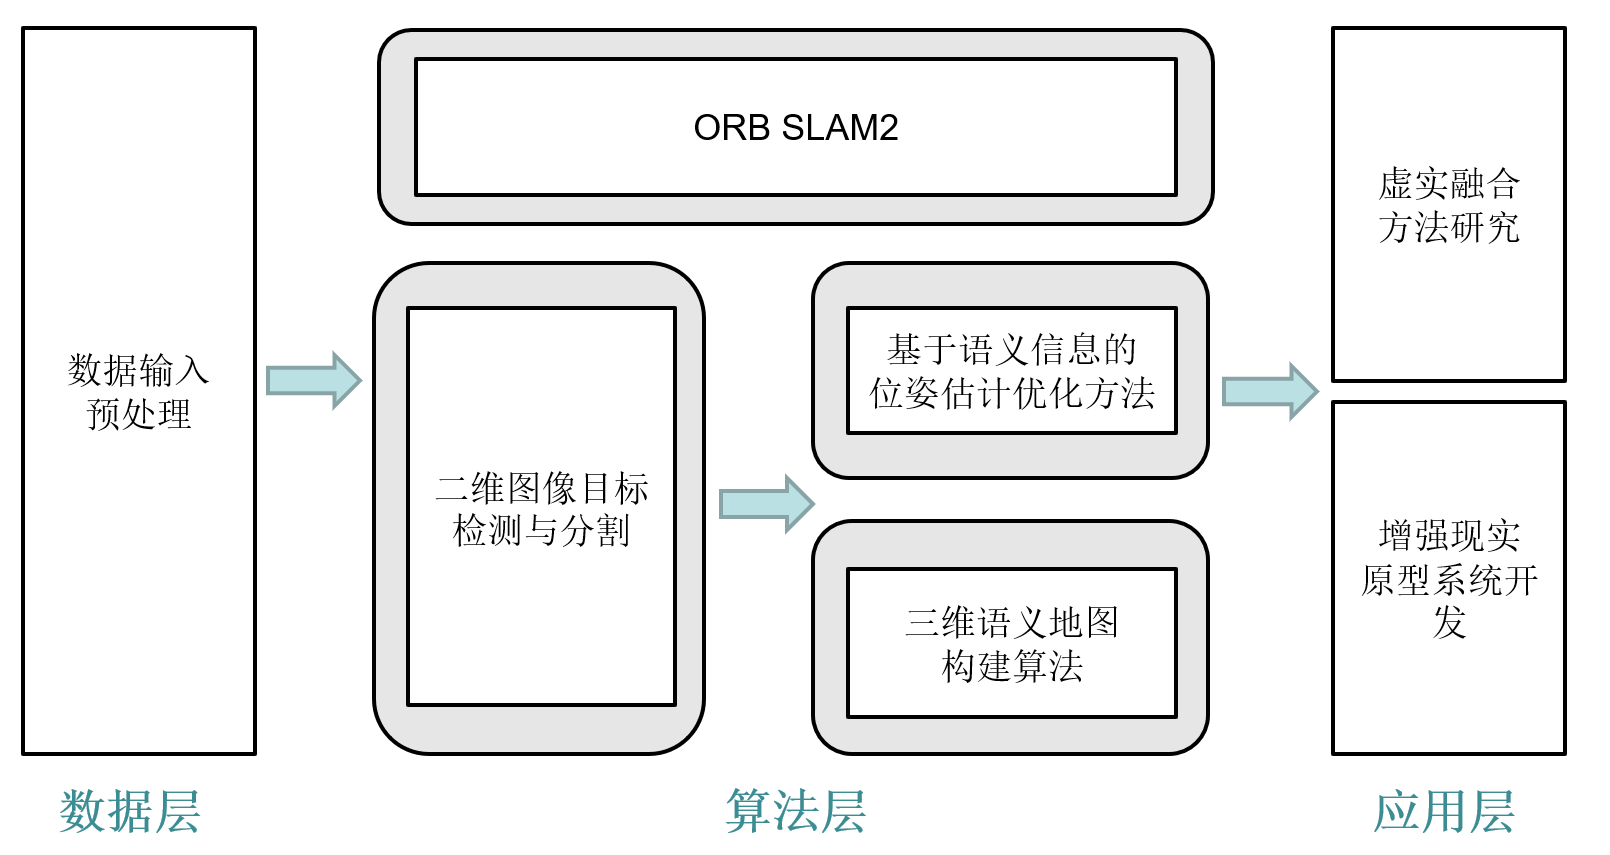 数据输入
预处理
ORB SLAM2
二维图像目标
检测与分割
基于语义信息的
位姿估计优化方法
三维语义地图
构建算法
虚实融合
方法研究
增强现实
原型系统开
发
数据层
算法层
应用层